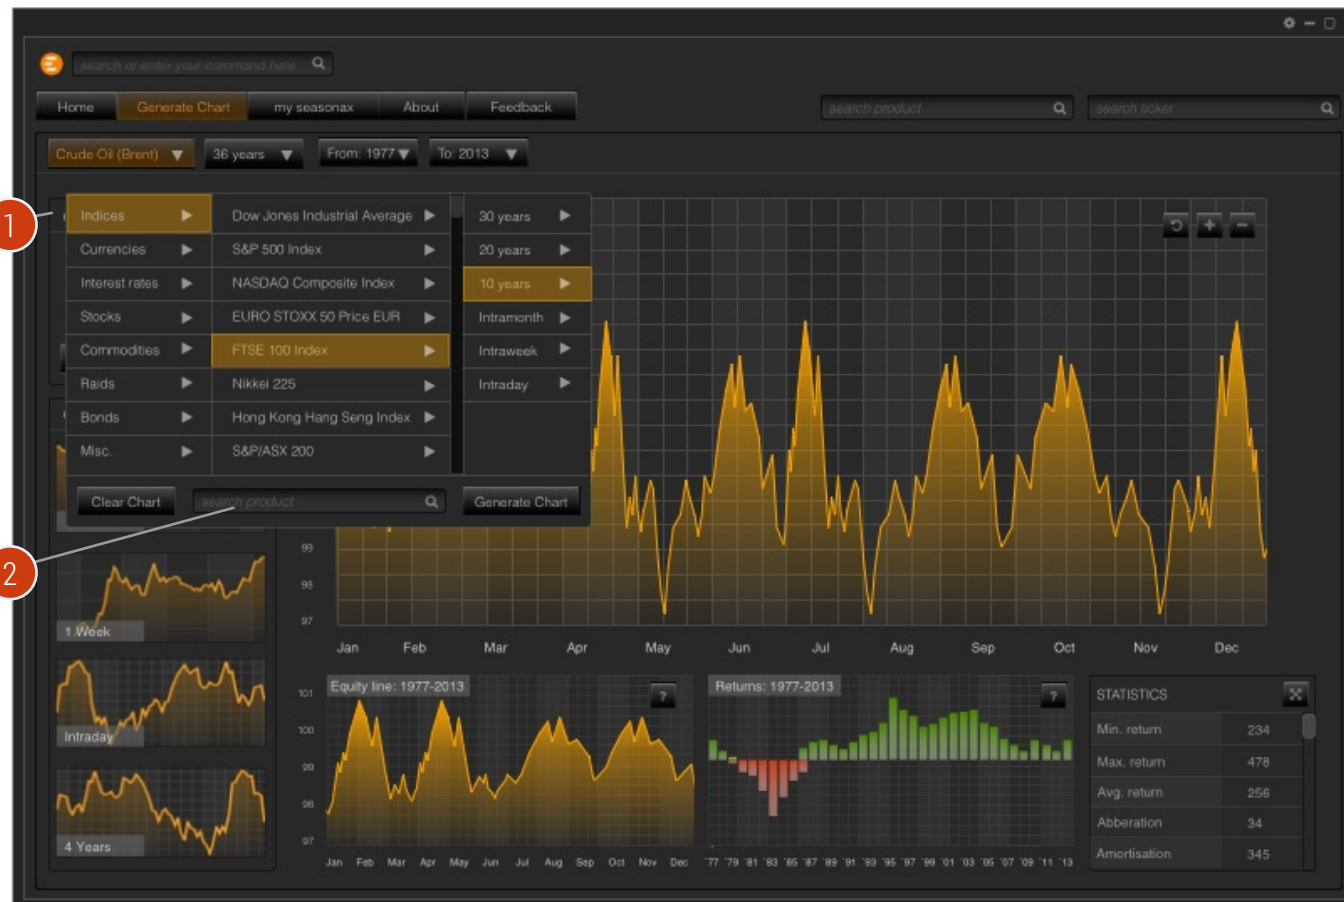 search or enter your command here
Home Generate Chart my seasonax About Feedback
search product search ticker
Crude Oil (Brent) 36 years From: 1977 To: 2013
1
Indices Dow Jones Industrial Average 30 years
Currencies S&P 500 Index 20 years
Interest rates NASDAQ Composite Index 10 years
Stocks EURO STOXX 50 Price EUR Intramonth
Commodities FTSE 100 Index Intraweek
Raids Nikkei 225 Intraday
Bonds Hong Kong Hang Seng Index
Misc. S&P/ASX 200
Clear Chart search product Generate Chart
2
99
98
97
Jan Feb Mar Apr May Jun Jul Aug Sep Oct Nov Dec
1 Week
Intraday
4 Years
Equity line: 1977-2013 ?
101
100
99
98
97
Jan Feb Mar Apr May Jun Jul Aug Sep Oct Nov Dec
Returns: 1977-2013 ?
'77 '79 '81 '83 '85 '87 '89 '91 '93 '95 '97 '99 '01 '03 '05 '07 '09 '11 '13
STATISTICS
Min. return 234
Max. return 478
Avg. return 256
Abberation 34
Amortisation 345